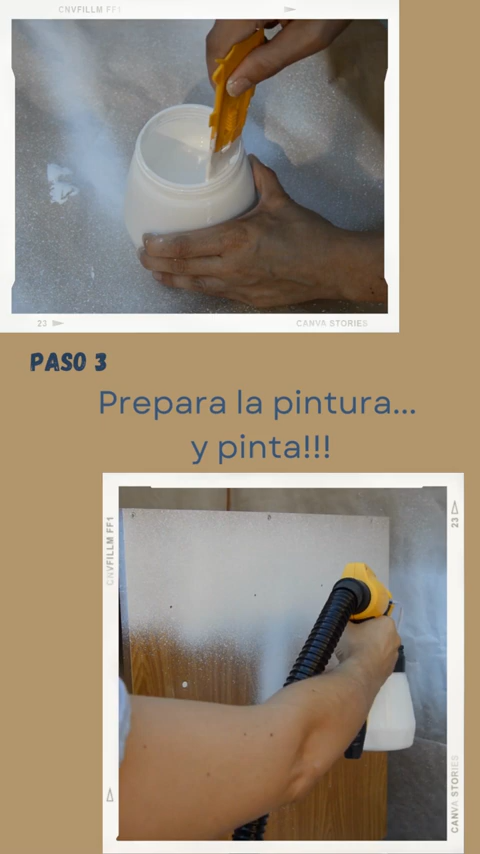 CNVFILLM FF1
23
CANVA STORIES
PASO 3
Prepara la pintura...
y pinta!!!
CNVFILLM FF1
23
CANVA STORIES